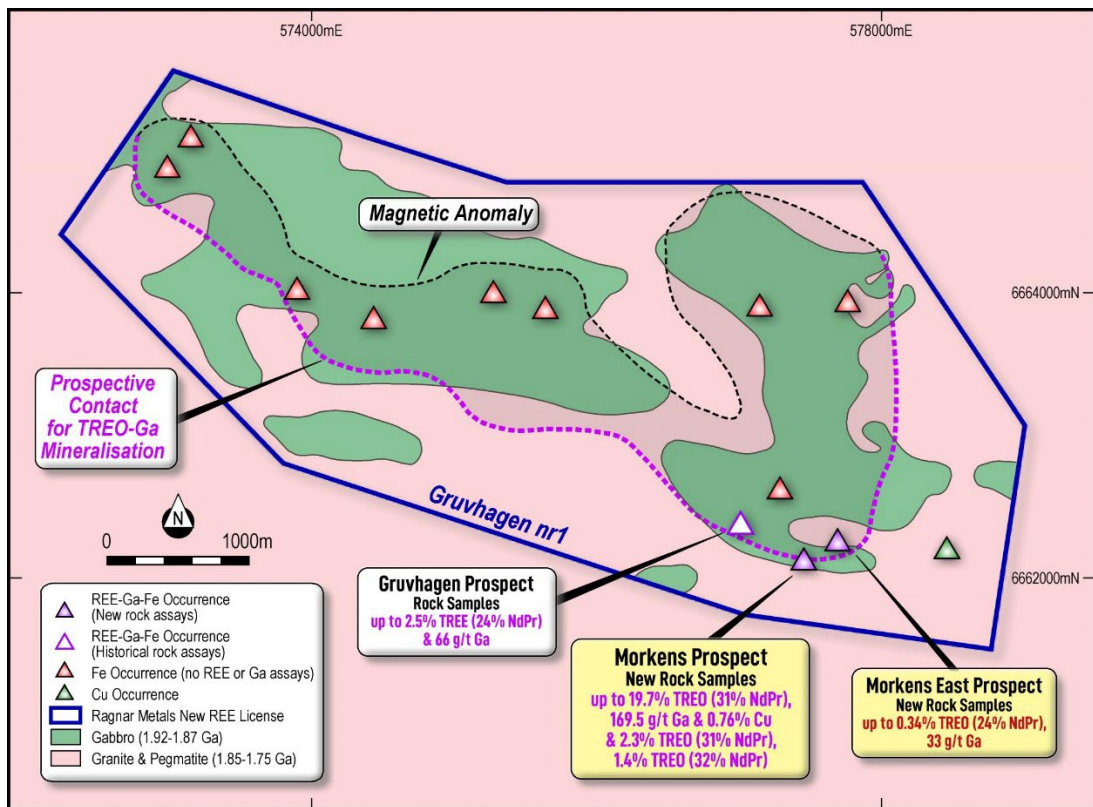 574000mE
578000mE
Magnetic Anomaly
6664000mN
Prospective
Contact
for TREO-Ga
Mineralisation
Gruvhagen nr1
N
0 1000m
6662000mN
Gruvhagen Prospect
Rock Samples
up to 2.5% TREE (24% NdPr)
& 66 g/t Ga
Morkens Prospect
New Rock Samples
up to 19.7% TREO (31% NdPr),
169.5 g/t Ga & 0.76% Cu
& 2.3% TREO (31% NdPr),
1.4% TREO (32% NdPr)
Morkens East Prospect
New Rock Samples
up to 0.34% TREO (24% NdPr),
33 g/t Ga
REE-Ga-Fe Occurrence
(New rock assays)
REE-Ga-Fe Occurrence
(Historical rock assays)
Fe Occurrence (no REE or Ga assays)
Cu Occurrence
Ragnar Metals New REE License
Gabbro (1.92-1.87 Ga)
Granite & Pegmatite (1.85-1.75 Ga)